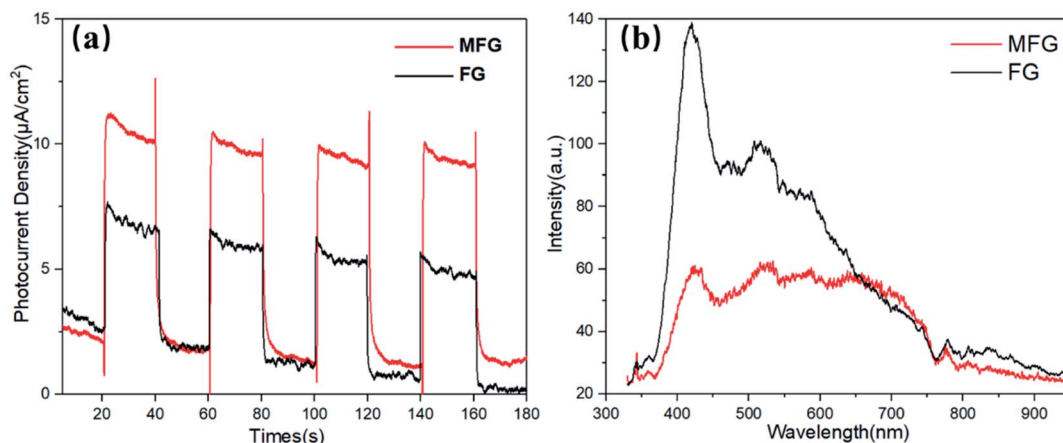 (a)
MFG
FG
Photocurrent Density(μA/cm²)
15
10
5
0
20 40 60 80 100 120 140 160 180
Times(s)
(b)
MFG
FG
Intensity(a.u.)
140
120
100
80
60
40
20
300 400 500 600 700 800 900
Wavelength(nm)